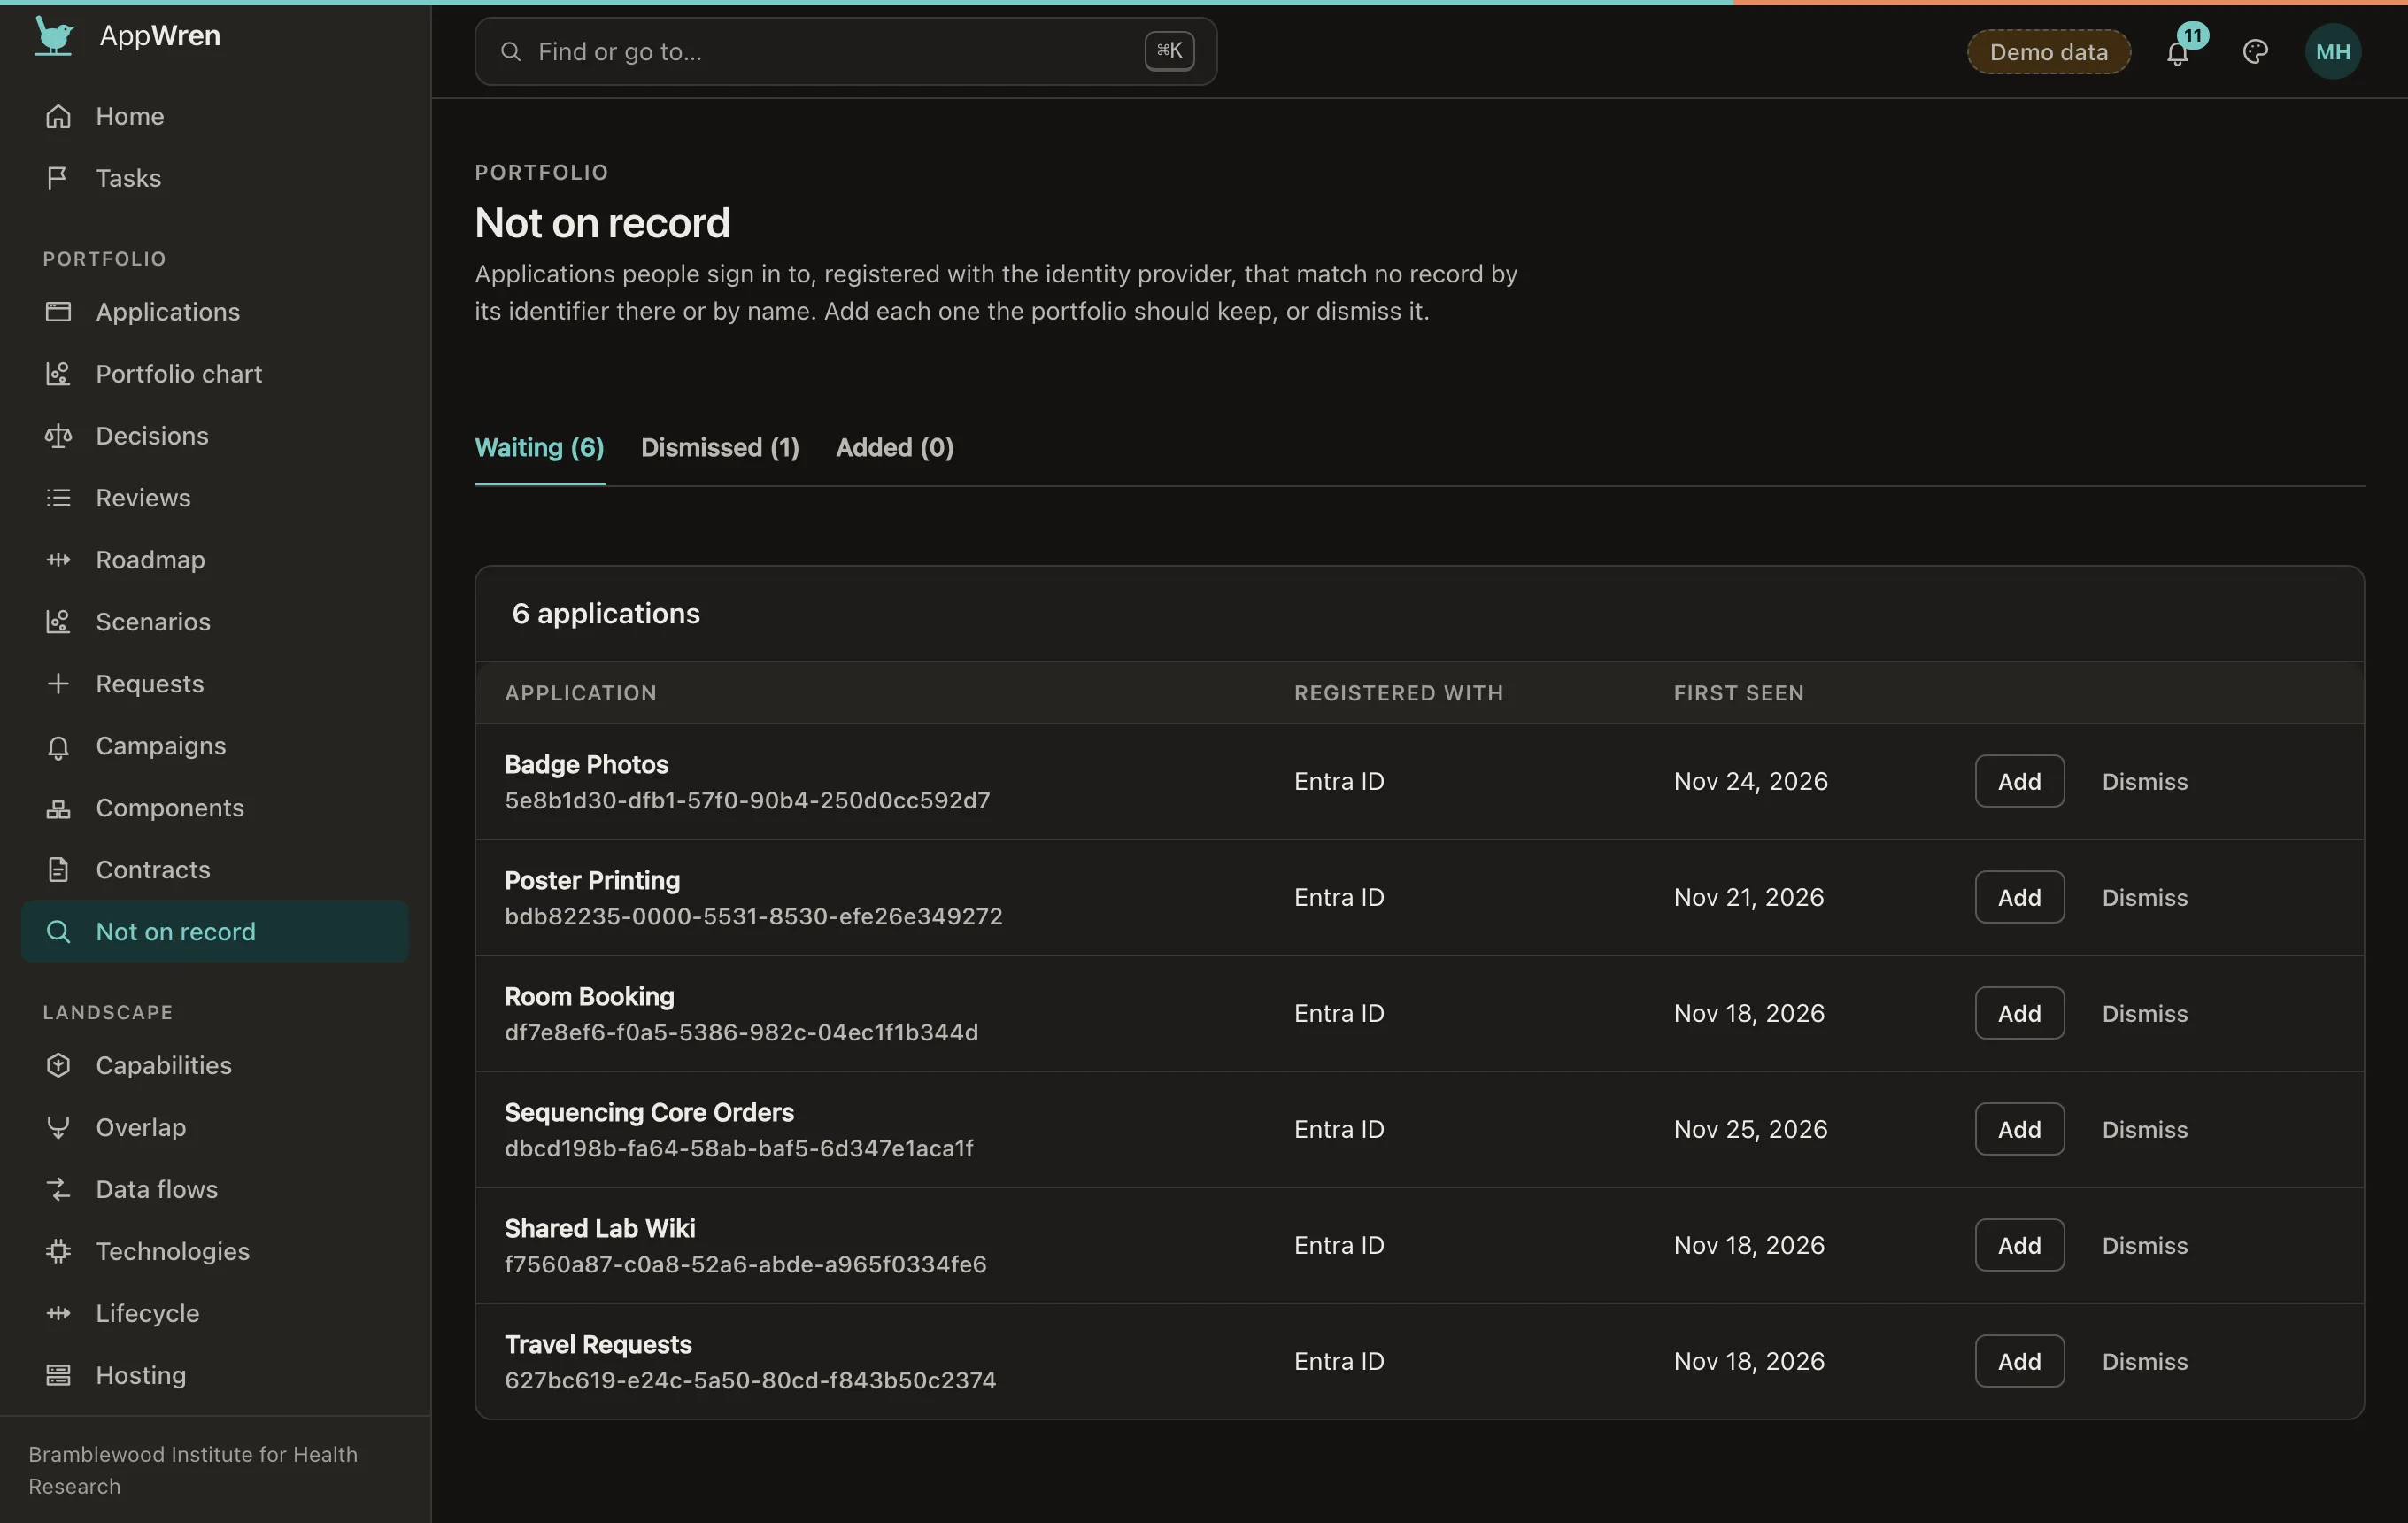 AppWren
Find or go to...
⌘K
Demo data
11
MH
Home
Tasks
PORTFOLIO
Applications
Portfolio chart
Decisions
Reviews
Roadmap
Scenarios
Requests
Campaigns
Components
Contracts
Not on record
LANDSCAPE
Capabilities
Overlap
Data flows
Technologies
Lifecycle
Hosting
Bramblewood Institute for Health
Research
PORTFOLIO
Not on record
Applications people sign in to, registered with the identity provider, that match no record by
its identifier there or by name. Add each one the portfolio should keep, or dismiss it.
Waiting (6) Dismissed (1) Added (0)
6 applications
APPLICATION REGISTERED WITH FIRST SEEN
Badge Photos
5e8b1d30-dfb1-57f0-90b4-250d0cc592d7
Entra ID Nov 24, 2026 Add Dismiss
Poster Printing
bdb82235-0000-5531-8530-efe26e349272
Entra ID Nov 21, 2026 Add Dismiss
Room Booking
df7e8ef6-f0a5-5386-982c-04ec1f1b344d
Entra ID Nov 18, 2026 Add Dismiss
Sequencing Core Orders
dbcd198b-fa64-58ab-baf5-6d347e1aca1f
Entra ID Nov 25, 2026 Add Dismiss
Shared Lab Wiki
f7560a87-c0a8-52a6-abde-a965f0334fe6
Entra ID Nov 18, 2026 Add Dismiss
Travel Requests
627bc619-e24c-5a50-80cd-f843b50c2374
Entra ID Nov 18, 2026 Add Dismiss